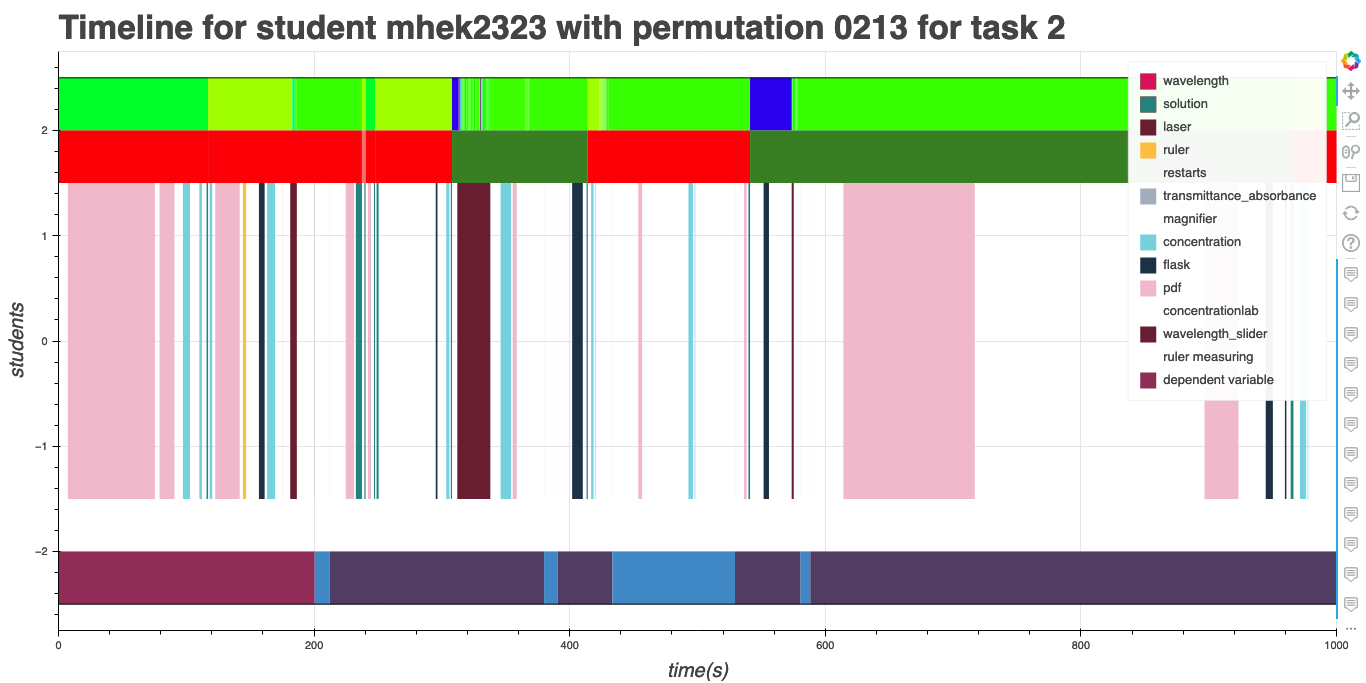 Timeline for student mhek2323 with permutation 0213 for task 2
wavelength
solution
laser
ruler
restarts
transmittance_absorbance
magnifier
concentration
flask
pdf
concentrationlab
wavelength_slider
ruler measuring
dependent variable
students
2
1
0
−1
−2
0 200 400 600 800 1000
time(s)